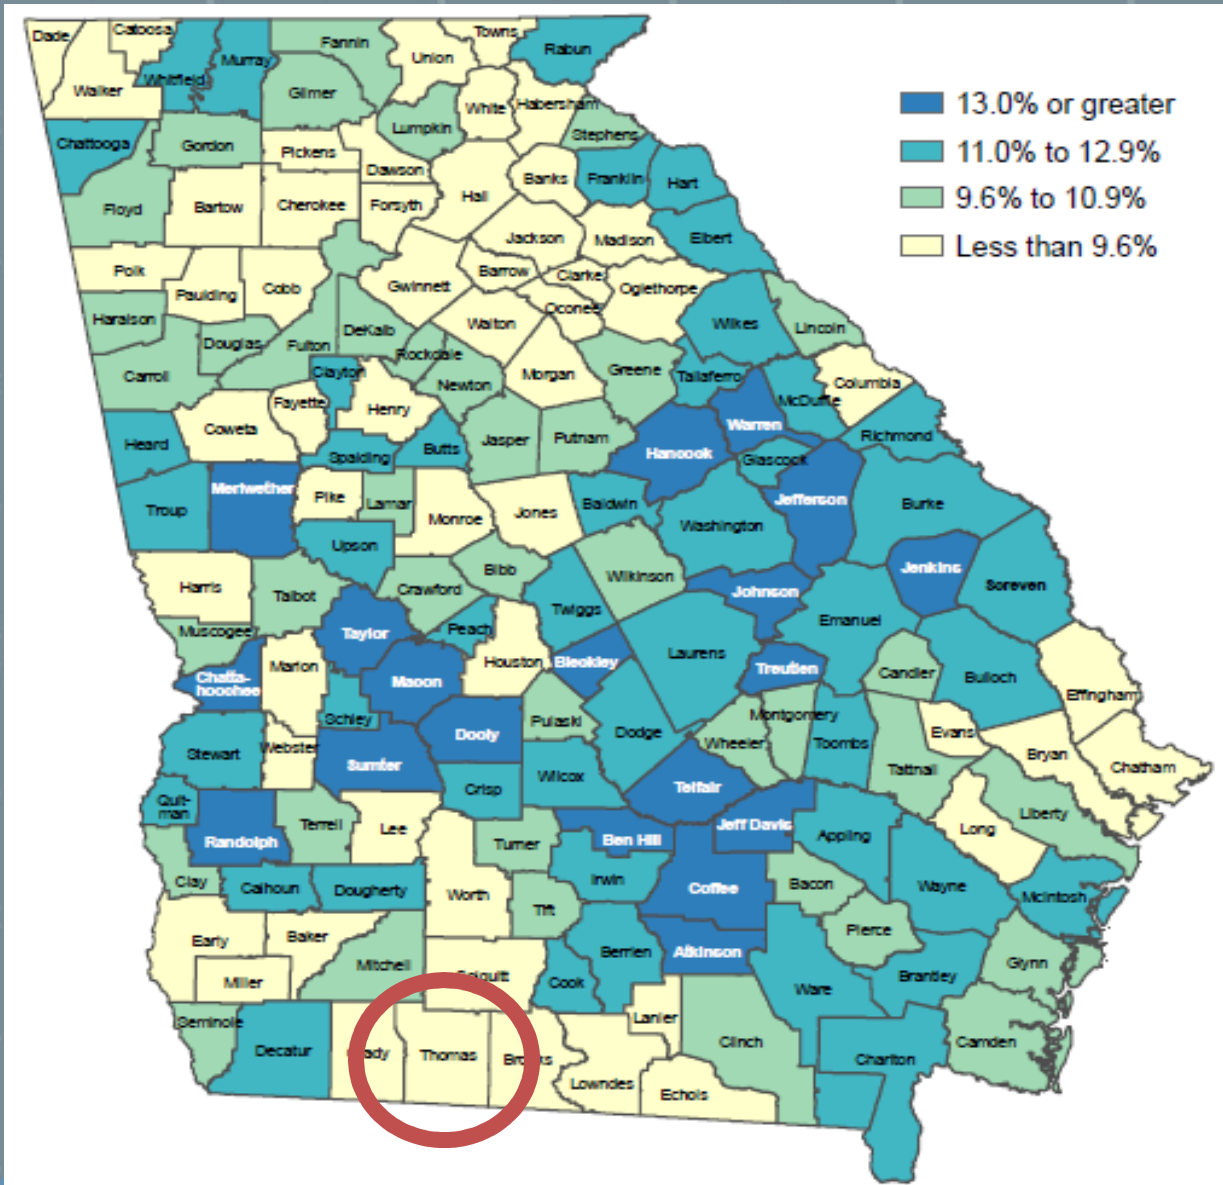 Dade
Catoosa
Fannin
Towns
Union
Rabun
Walker
Whitfield
Murray
Gilmer
White
Habersham
13.0% or greater
Chattooga
Gordon
Lumpkin
Stephens
11.0% to 12.9%
Pickens
Dawson
Banks
Franklin
Hart
9.6% to 10.9%
Floyd
Bartow
Cherokee
Forsyth
Hall
Less than 9.6%
Jackson
Madison
Elbert
Polk
Paulding
Cobb
Gwinnett
Barrow
Clarke
Oglethorpe
Haralson
Douglas
Fulton
DeKalb
Walton
Oconee
Wilkes
Lincoln
Rockdale
Carroll
Clayton
Newton
Morgan
Greene
Taliaferro
McDuffie
Columbia
Fayette
Henry
Heard
Coweta
Spalding
Butts
Jasper
Putnam
Hancock
Warren
Glascock
Richmond
Meriwether
Troup
Pike
Lamar
Monroe
Jones
Baldwin
Washington
Jefferson
Burke
Upson
Harris
Talbot
Crawford
Bibb
Wilkinson
Johnson
Jenkins
Screven
Muscogee
Taylor
Peach
Twiggs
Emanuel
Chatta-
hoochee
Marion
Macon
Houston
Bleckley
Laurens
Treutlen
Candler
Bulloch
Effingham
Stewart
Webster
Schley
Dooly
Pulaski
Dodge
Wheeler
Montgomery
Toombs
Tattnall
Evans
Bryan
Chatham
Quit-
man
Sumter
Crisp
Wilcox
Telfair
Randolph
Terrell
Lee
Turner
Ben Hill
Jeff Davis
Appling
Long
Liberty
Clay
Calhoun
Dougherty
Worth
Tift
Irwin
Coffee
Bacon
Wayne
McIntosh
Early
Baker
Mitchell
Berrien
Atkinson
Pierce
Miller
Cook
Ware
Brantley
Glynn
Seminole
Decatur
Thomas
Lanier
Clinch
Charlton
Camden
Lowndes
Echols